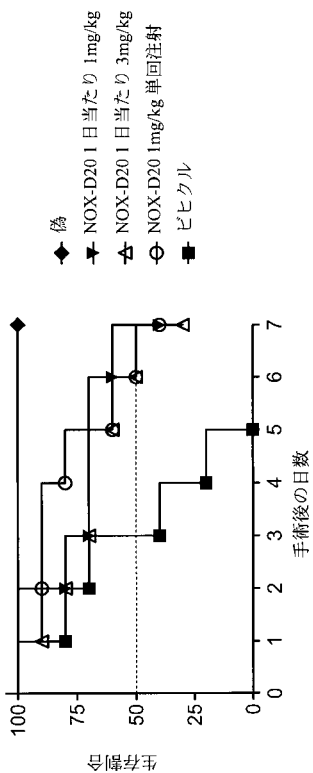 偽
NOX-D20 1日当たり 1mg/kg
NOX-D20 1日当たり 3mg/kg
NOX-D20 1mg/kg 単回注射
ビヒクル
生存割合
100
75
50
25
0
0 1 2 3 4 5 6 7
手術後の日数